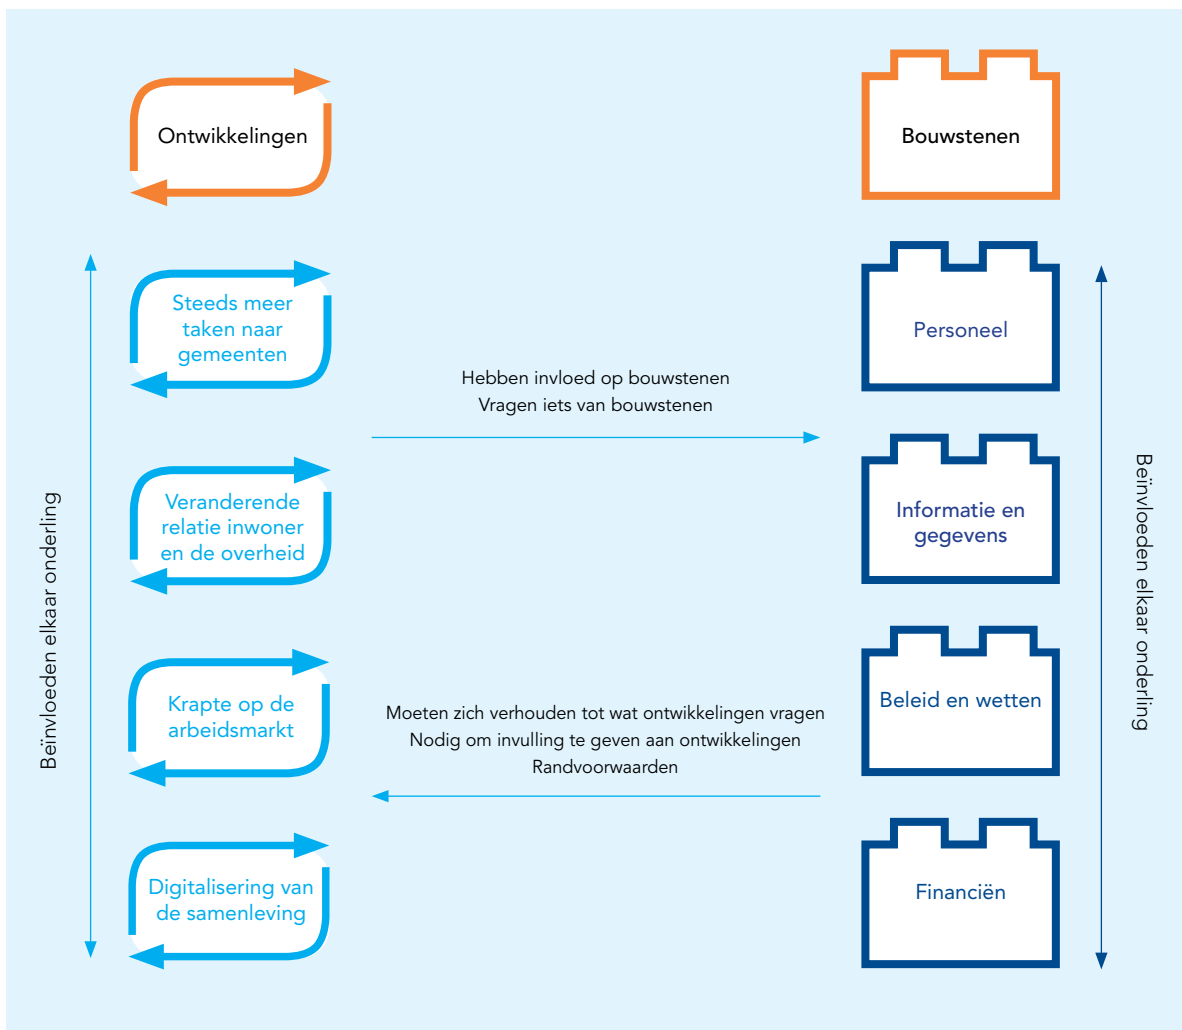 Ontwikkelingen
Bouwstenen
Steeds meer
taken naar
gemeenten
Veranderende
relatie inwoner
en de overheid
Krapte op de
arbeidsmarkt
Digitalisering van
de samenleving
Beïnvloeden elkaar onderling
Hebben invloed op bouwstenen
Vragen iets van bouwstenen
Moeten zich verhouden tot wat ontwikkelingen vragen
Nodig om invulling te geven aan ontwikkelingen
Randvoorwaarden
Personeel
Informatie en
gegevens
Beleid en wetten
Financiën
Beïnvloeden elkaar onderling